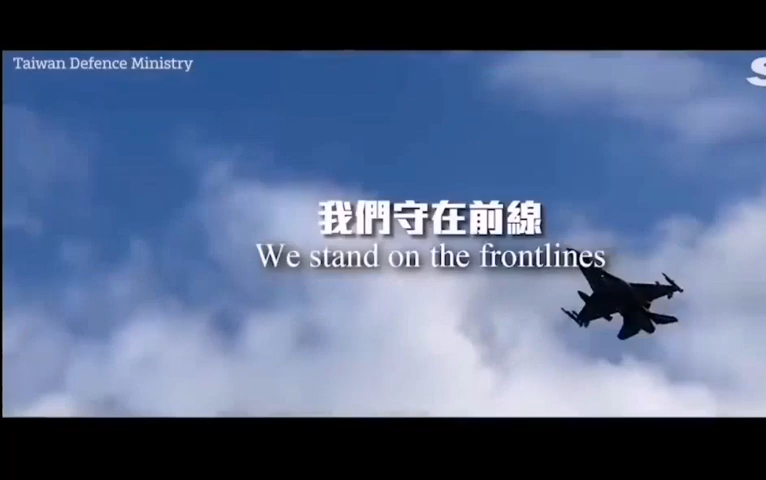 Taiwan Defence Ministry
S
我們守在前線
We stand on the frontlines